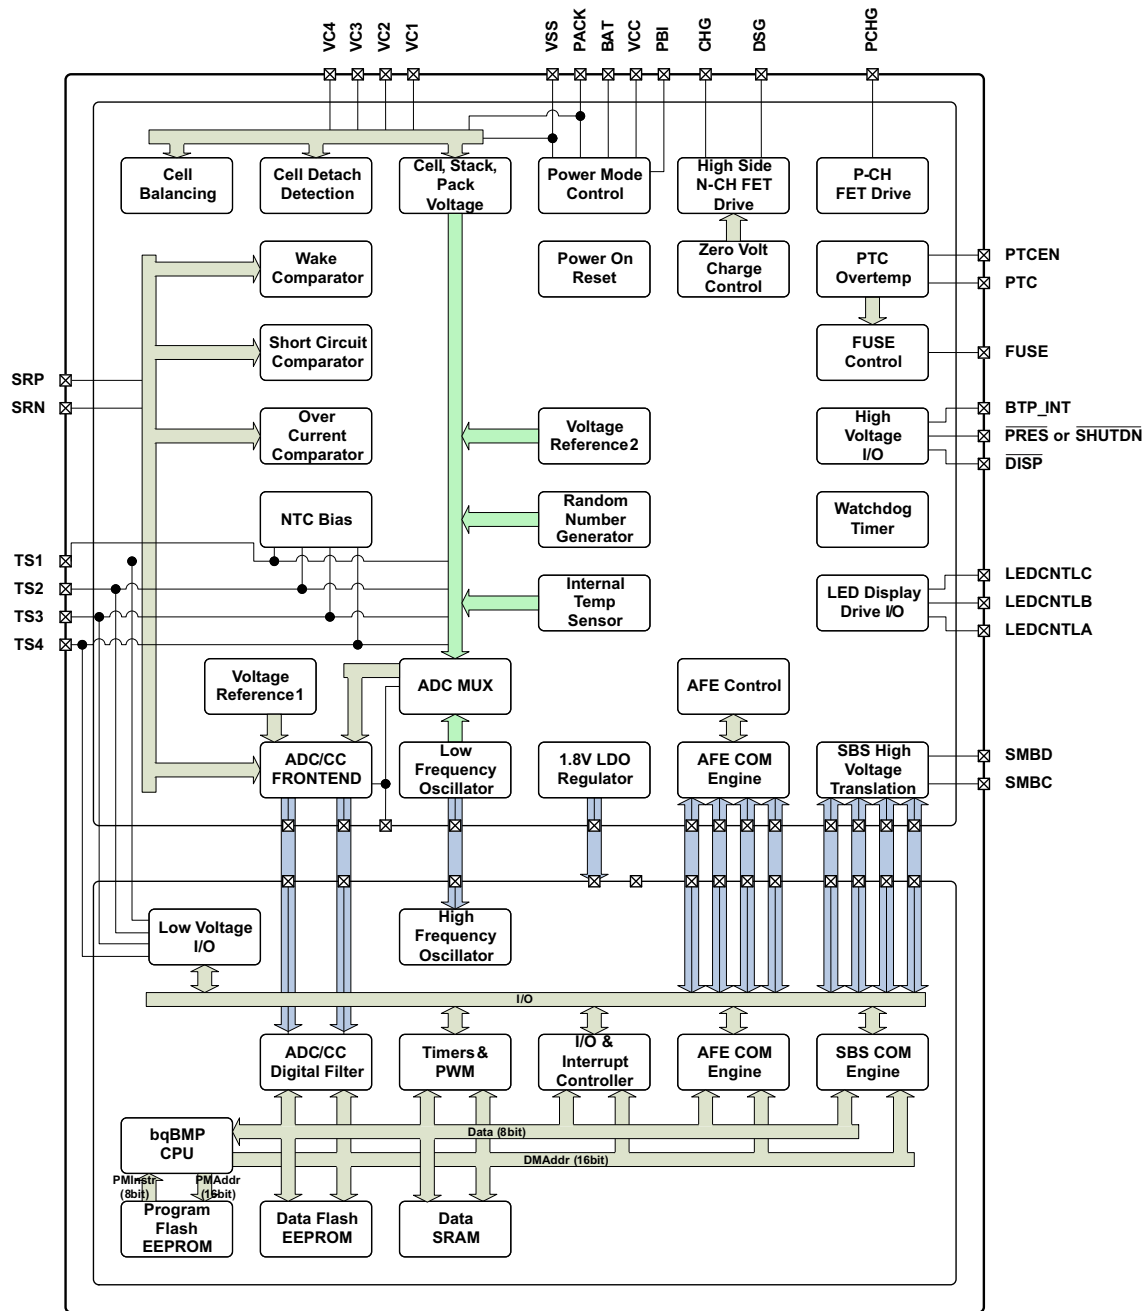 VC4
VC3
VC2
VC1
VSS
PACK
BAT
VCC
PBI
CHG
DSG
PCHG
Cell
Balancing
Cell Detach
Detection
Cell, Stack,
Pack
Voltage
Power Mode
Control
High Side
N-CH FET
Drive
P-CH
FET Drive
Wake
Comparator
Power On
Reset
Zero Volt
Charge
Control
PTC
Overtemp
PTCEN
PTC
Short Circuit
Comparator
FUSE
Control
FUSE
SRP
SRN
Over
Current
Comparator
Voltage
Reference2
High
Voltage
I/O
BTP_INT
PRES or SHUTDN
DISP
NTC Bias
Random
Number
Generator
Watchdog
Timer
TS1
TS2
TS3
TS4
Internal
Temp
Sensor
LED Display
Drive I/O
LEDCNTLC
LEDCNTLB
LEDCNTLA
Voltage
Reference1
ADC MUX
AFE Control
ADC/CC
FRONTEND
Low
Frequency
Oscillator
1.8V LDO
Regulator
AFE COM
Engine
SBS High
Voltage
Translation
SMBD
SMBC
Low Voltage
I/O
High
Frequency
Oscillator
I/O
ADC/CC
Digital Filter
Timers&
PWM
I/O &
Interrupt
Controller
AFE COM
Engine
SBS COM
Engine
bqBMP
CPU
Data (8bit)
DMAddr (16bit)
PMInstr
(8bit)
PMAddr
(16bit)
Program
Flash
EEPROM
Data Flash
EEPROM
Data
SRAM